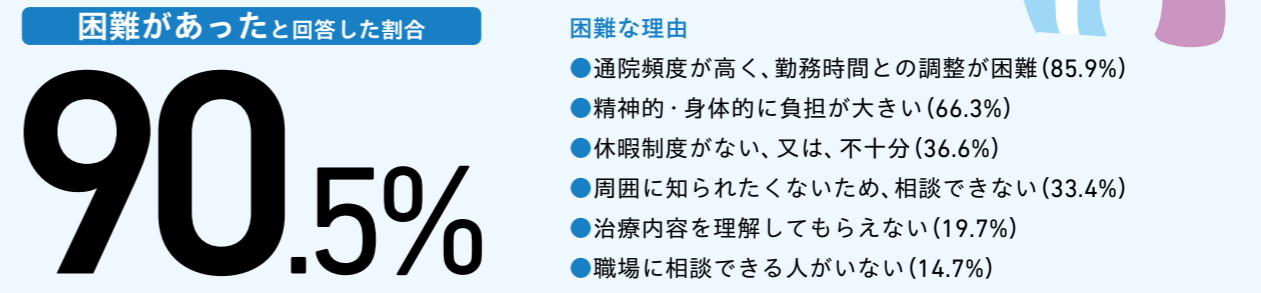 困難があったと回答した割合
90.5%
困難な理由
●通院頻度が高く、勤務時間との調整が困難(85.9%)
●精神的・身体的に負担が大きい(66.3%)
●休暇制度がない、又は、不十分(36.6%)
●周囲に知られたくないため、相談できない(33.4%)
●治療内容を理解してもらえない(19.7%)
●職場に相談できる人がいない(14.7%)